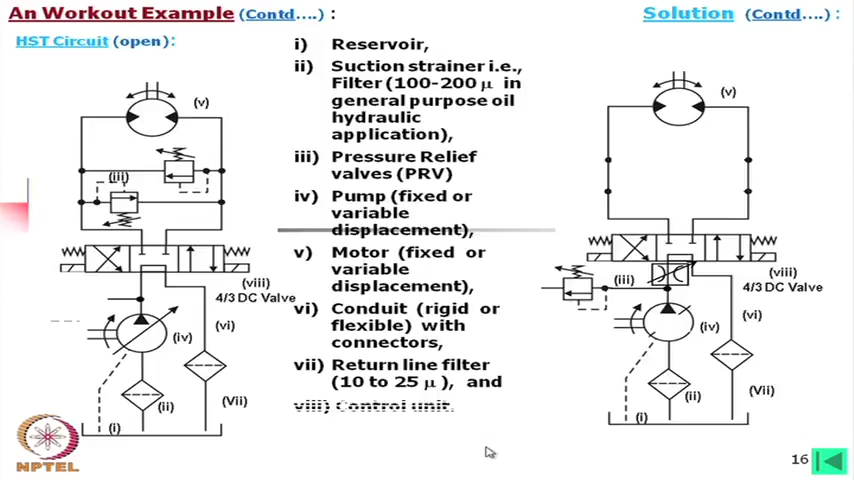 An Workout Example (Contd….) :
Solution (Contd….) :
HST Circuit (open):
i) Reservoir,
ii) Suction strainer i.e.,
Filter (100-200 μ in
general purpose oil
hydraulic
application),
iii) Pressure Relief
valves (PRV)
iv) Pump (fixed or
variable
displacement),
v) Motor (fixed or
variable
displacement),
vi) Conduit (rigid or
flexible) with
connectors,
vii) Return line filter
(10 to 25 μ), and
viii) Control unit.
(v)
(iii)
(viii)
4/3 DC Valve
(vi)
(iv)
(ii)
(Vii)
(i)
(v)
(iii)
(viii)
4/3 DC Valve
(vi)
(iv)
(ii)
(Vii)
(i)
NPTEL
16